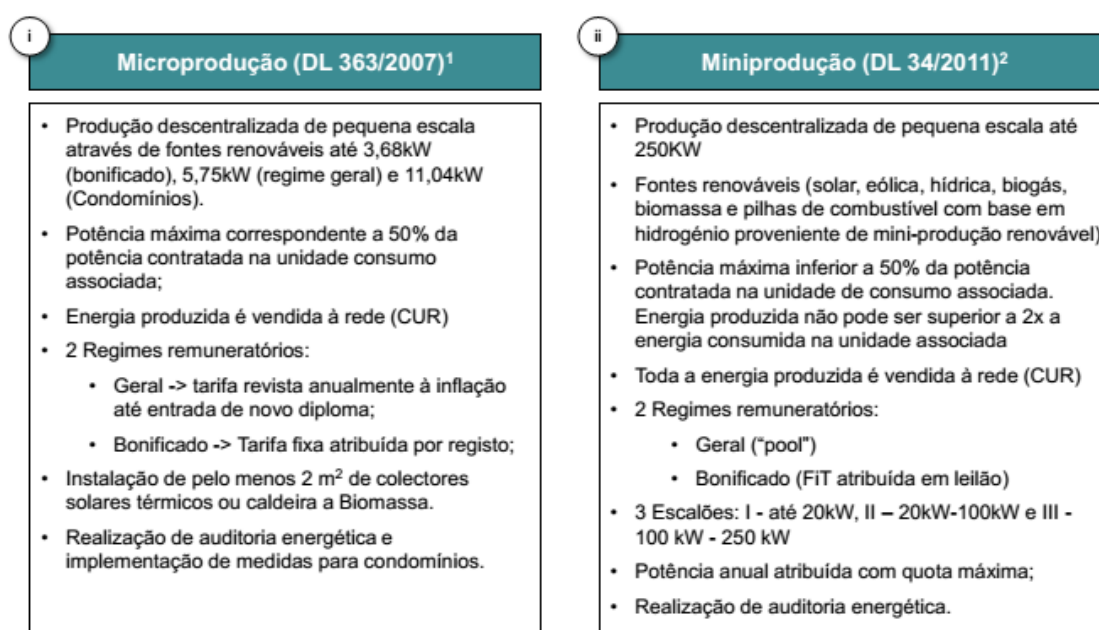 i
Microprodução (DL 363/2007)¹
• Produção descentralizada de pequena escala
através de fontes renováveis até 3,68kW
(bonificado), 5,75kW (regime geral) e 11,04kW
(Condomínios).
• Potência máxima correspondente a 50% da
potência contratada na unidade consumo
associada;
• Energia produzida é vendida à rede (CUR)
• 2 Regimes remuneratórios:
• Geral -> tarifa revista anualmente à inflação
até entrada de novo diploma;
• Bonificado -> Tarifa fixa atribuída por registo;
• Instalação de pelo menos 2 m² de colectores
solares térmicos ou caldeira a Biomassa.
• Realização de auditoria energética e
implementação de medidas para condomínios.
ii
Miniprodução (DL 34/2011)²
• Produção descentralizada de pequena escala até
250KW
• Fontes renováveis (solar, eólica, hídrica, biogás,
biomassa e pilhas de combustível com base em
hidrogénio proveniente de mini-produção renovável)
• Potência máxima inferior a 50% da potência
contratada na unidade de consumo associada.
Energia produzida não pode ser superior a 2x a
energia consumida na unidade associada
• Toda a energia produzida é vendida à rede (CUR)
• 2 Regimes remuneratórios:
• Geral (“pool")
• Bonificado (FiT atribuída em leilão)
• 3 Escalões: I - até 20kW, II – 20kW-100kW e III -
100 kW - 250 kW
• Potência anual atribuída com quota máxima;
• Realização de auditoria energética.